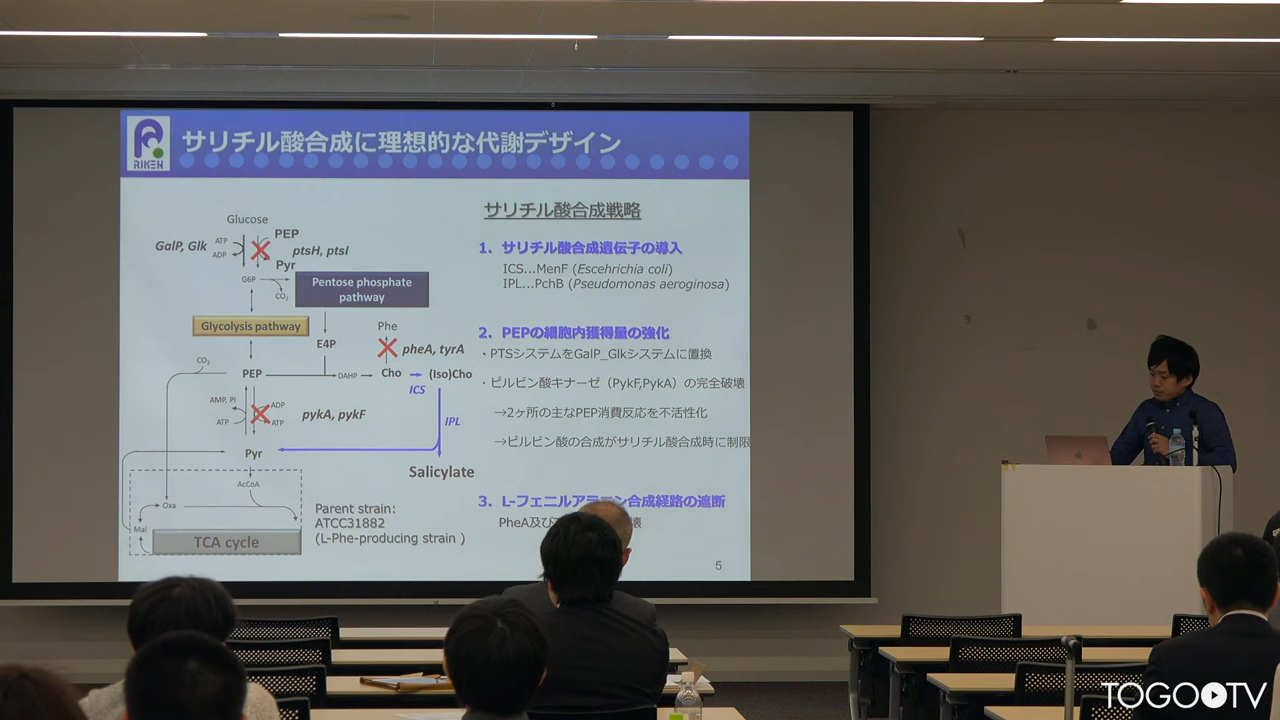 RIKEN
サリチル酸合成に理想的な代謝デザイン
Glucose
GalP, Glk
ATP
ADP
PEP
ptsH, ptsI
Pyr
G6P
CO2
Pentose phosphate
pathway
Glycolysis pathway
E4P
Phe
pheA, tyrA
CO2
PEP
DAHP
Cho
(Iso)Cho
ICS
IPL
AMP, Pi
ATP
ADP
ATP
pykA, pykF
Pyr
Salicylate
AcCoA
Oxa
Mal
TCA cycle
Parent strain:
ATCC31882
(L-Phe-producing strain )
サリチル酸合成戦略
1. サリチル酸合成遺伝子の導入
ICS...MenF (Escehrichia coli)
IPL...PchB (Pseudomonas aeroginosa)
2. PEPの細胞内獲得量の強化
・PTSシステムをGalP_Glkシステムに置換
・ピルビン酸キナーゼ（PykF,PykA）の完全破壊
→2ヶ所の主なPEP消費反応を不活性化
→ピルビン酸の合成がサリチル酸合成時に制限
3. L-フェニルアラニン合成経路の遮断
PheA及び 壊
5
TOGOTV